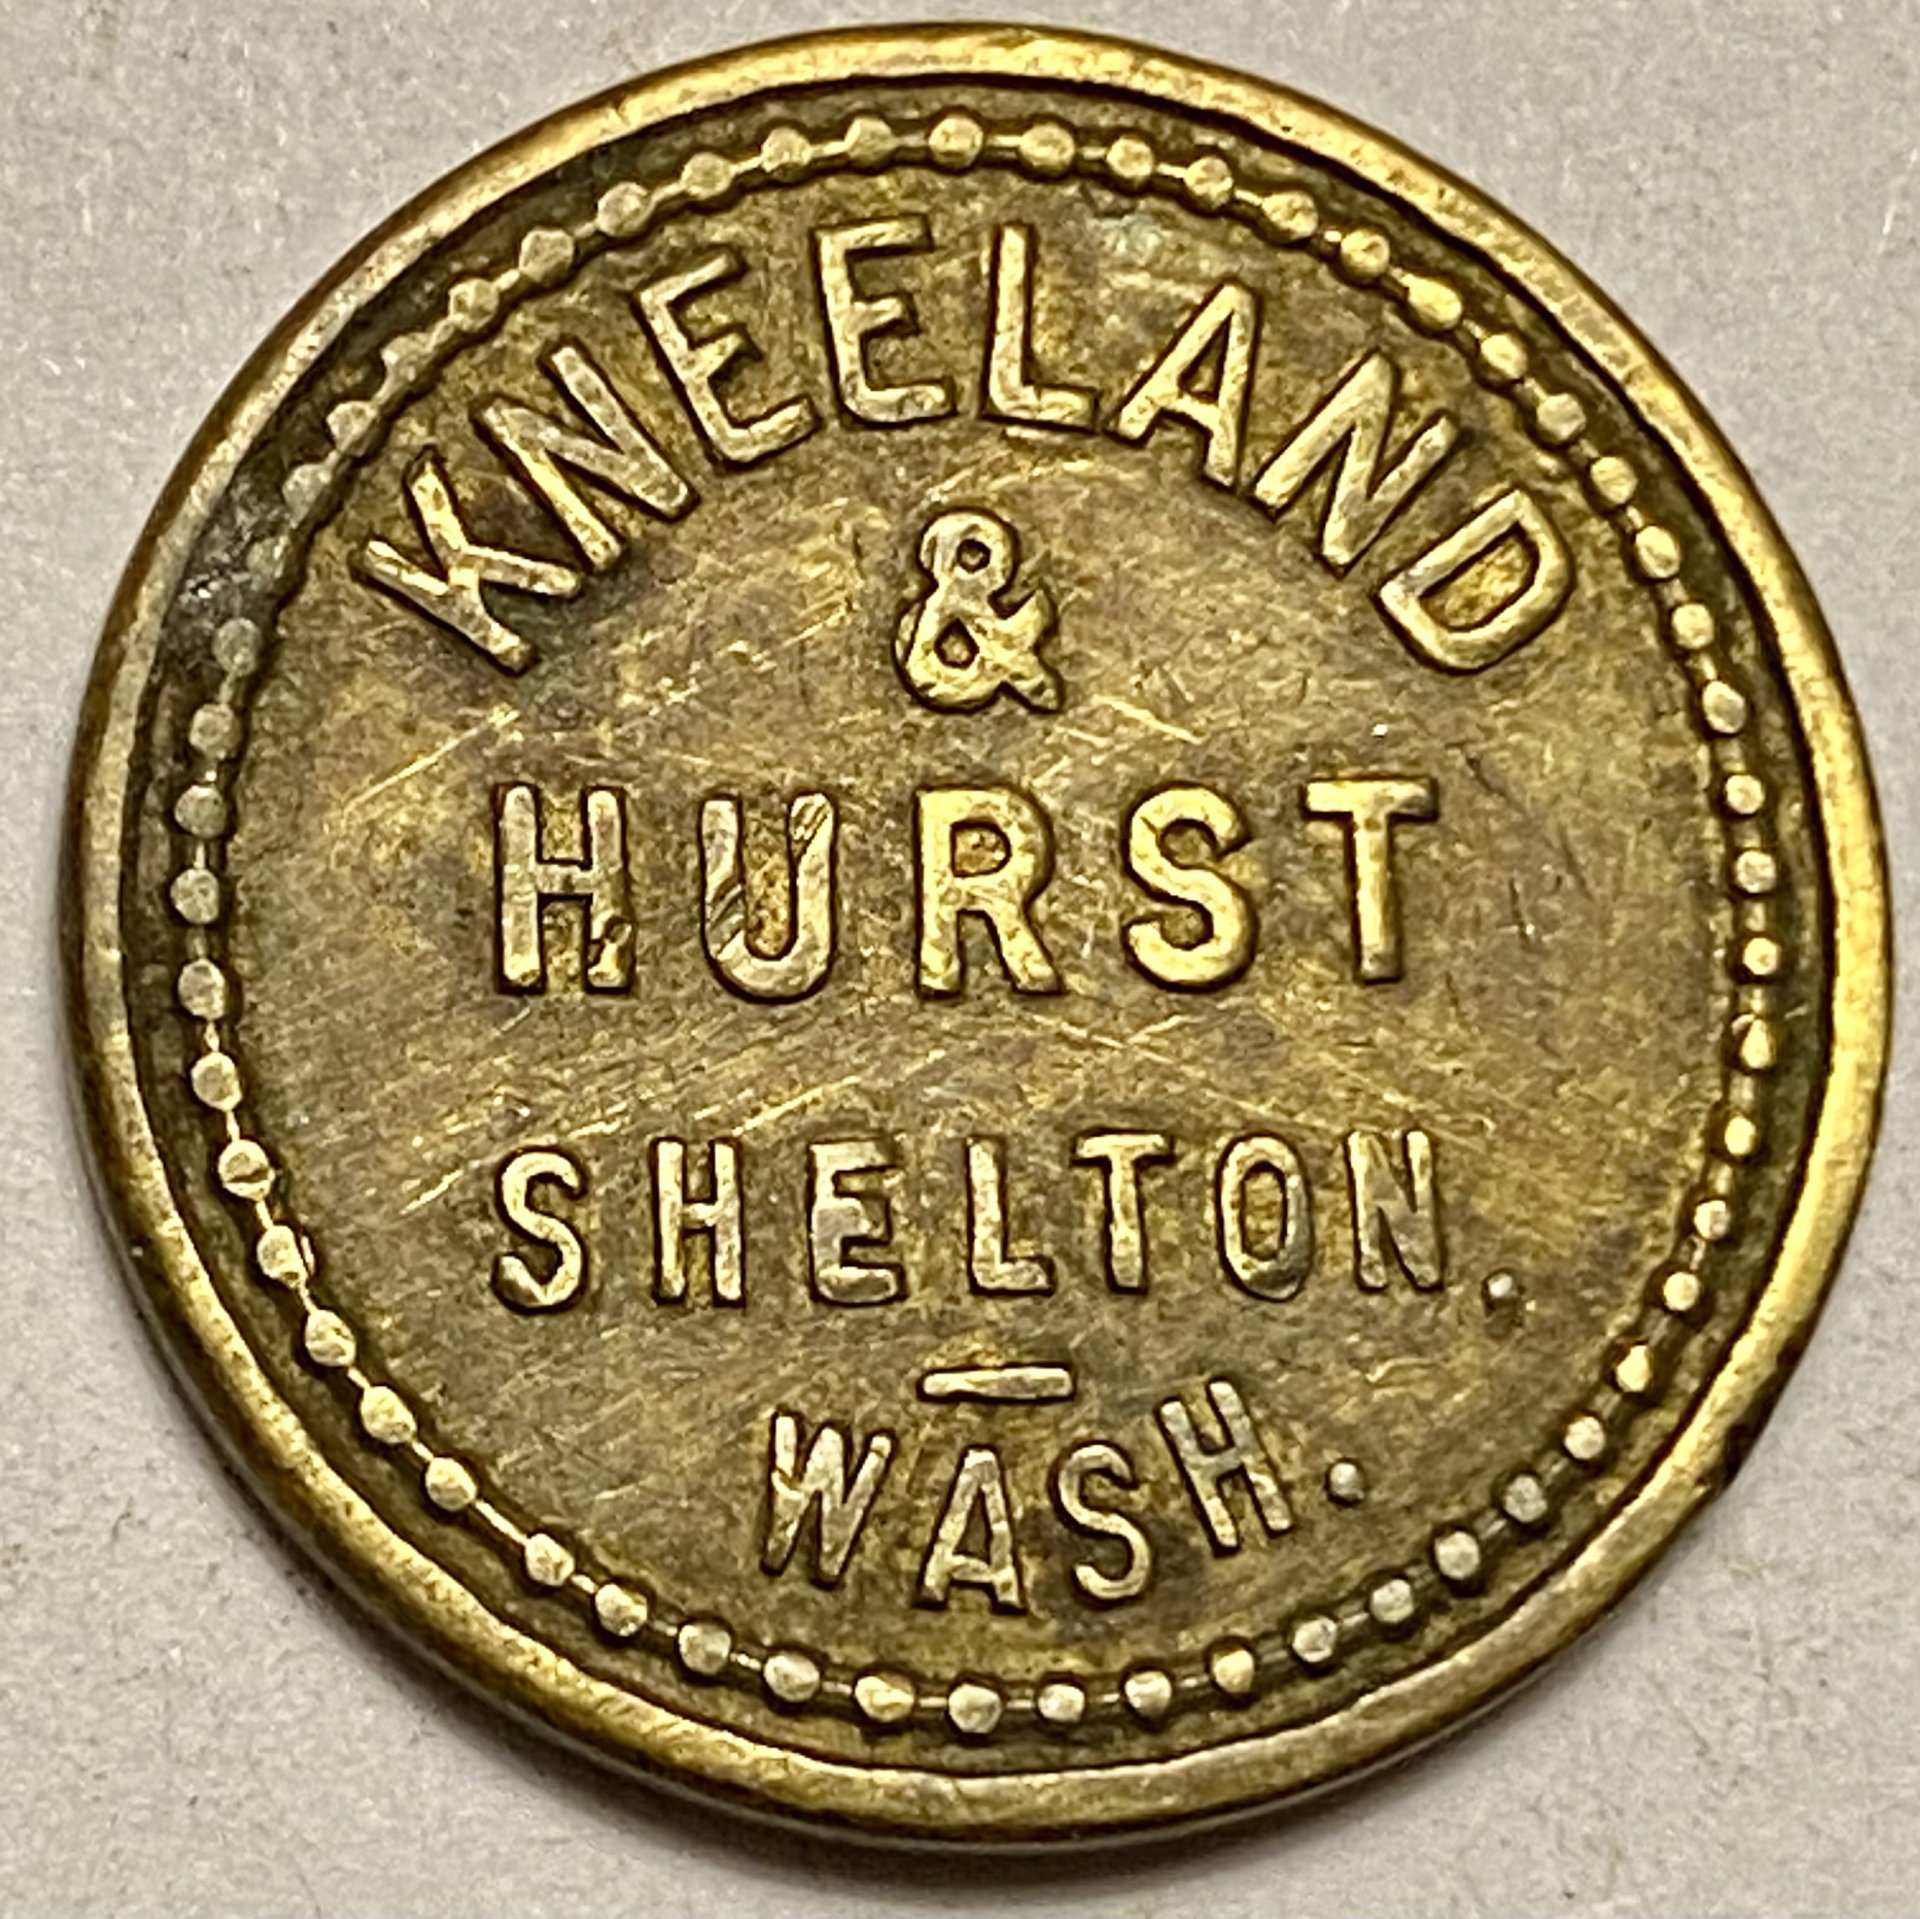 KNEELAND
&
HURST
SHELTON.
WASH.